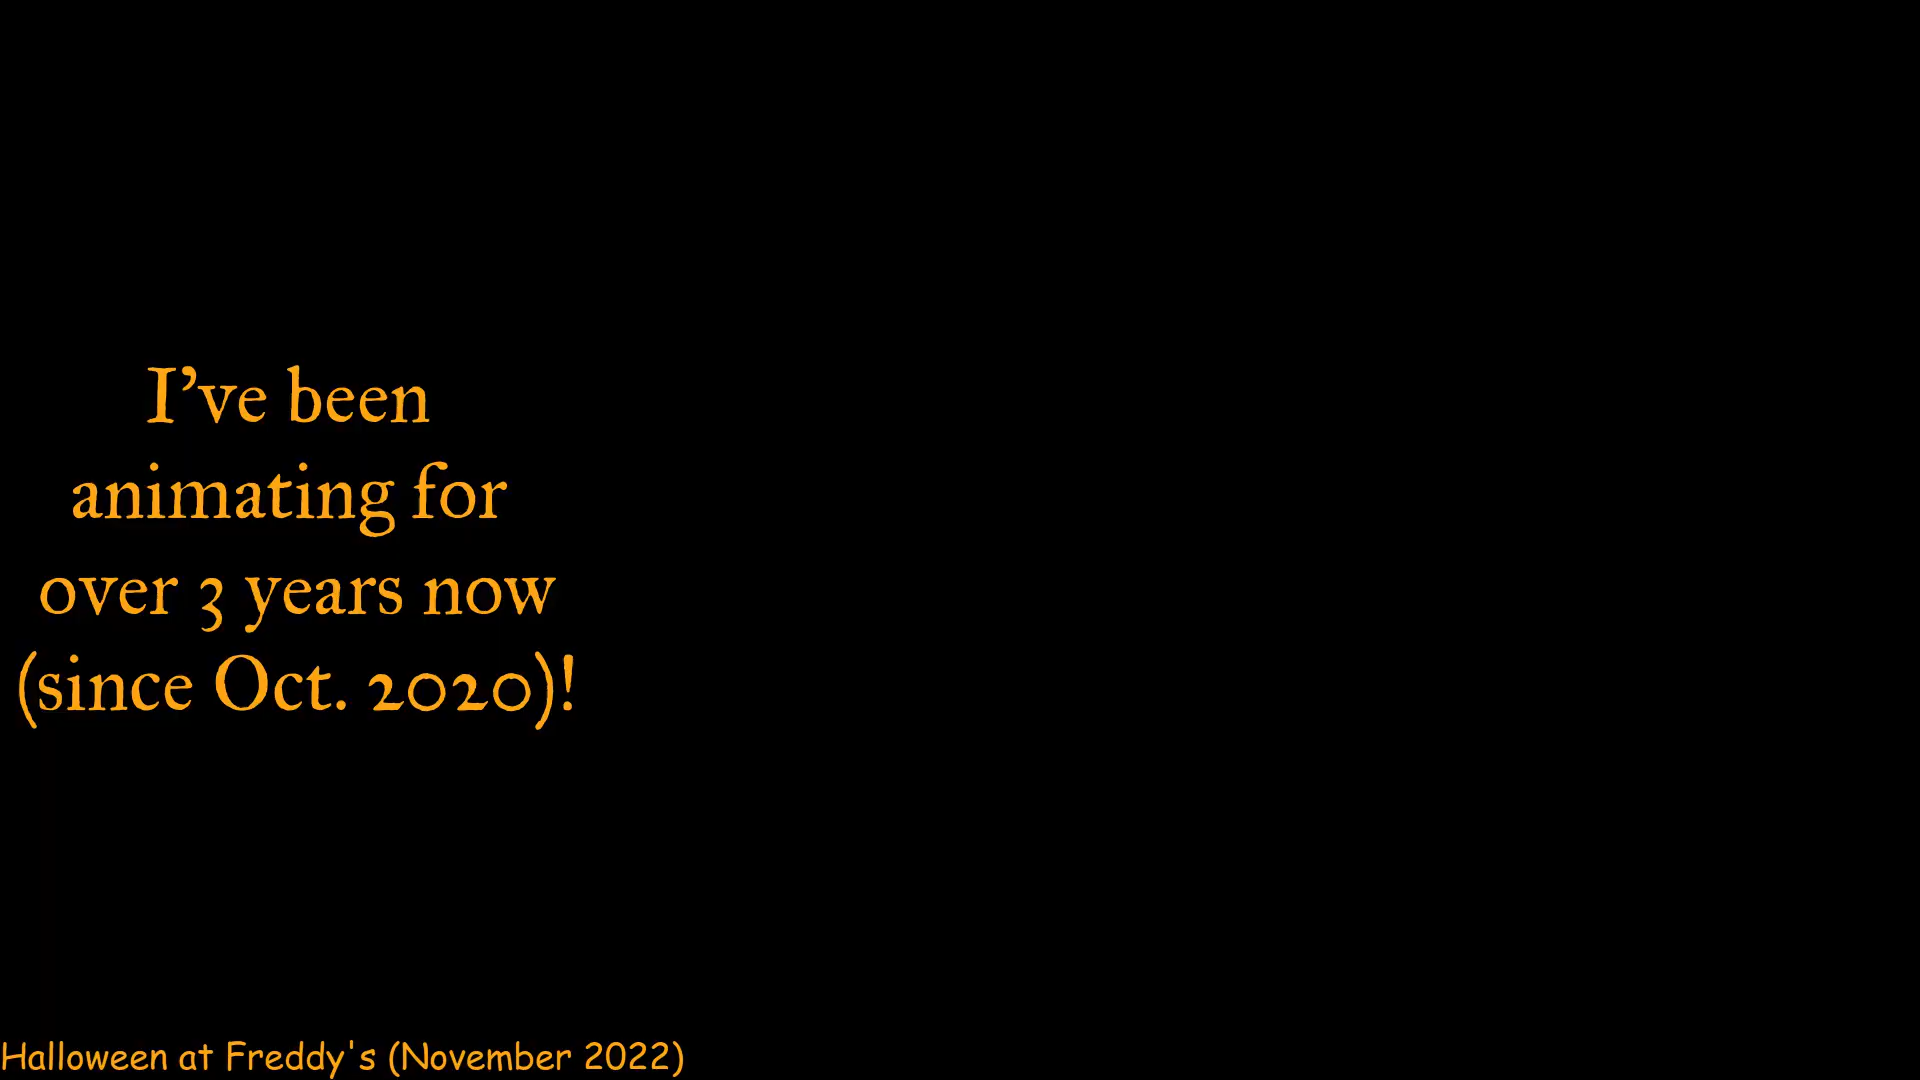 I've been
animating for
over 3 years now
(since Oct. 2020)!
Halloween at Freddy's (November 2022)